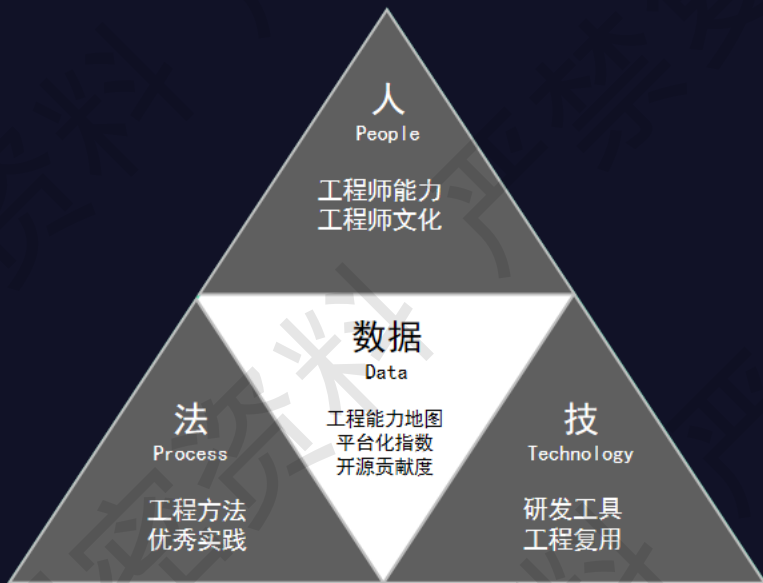 人
People
工程师能力
工程师文化
数据
Data
工程能力地图
平台化指数
开源贡献度
法
Process
工程方法
优秀实践
技
Technology
研发工具
工程复用